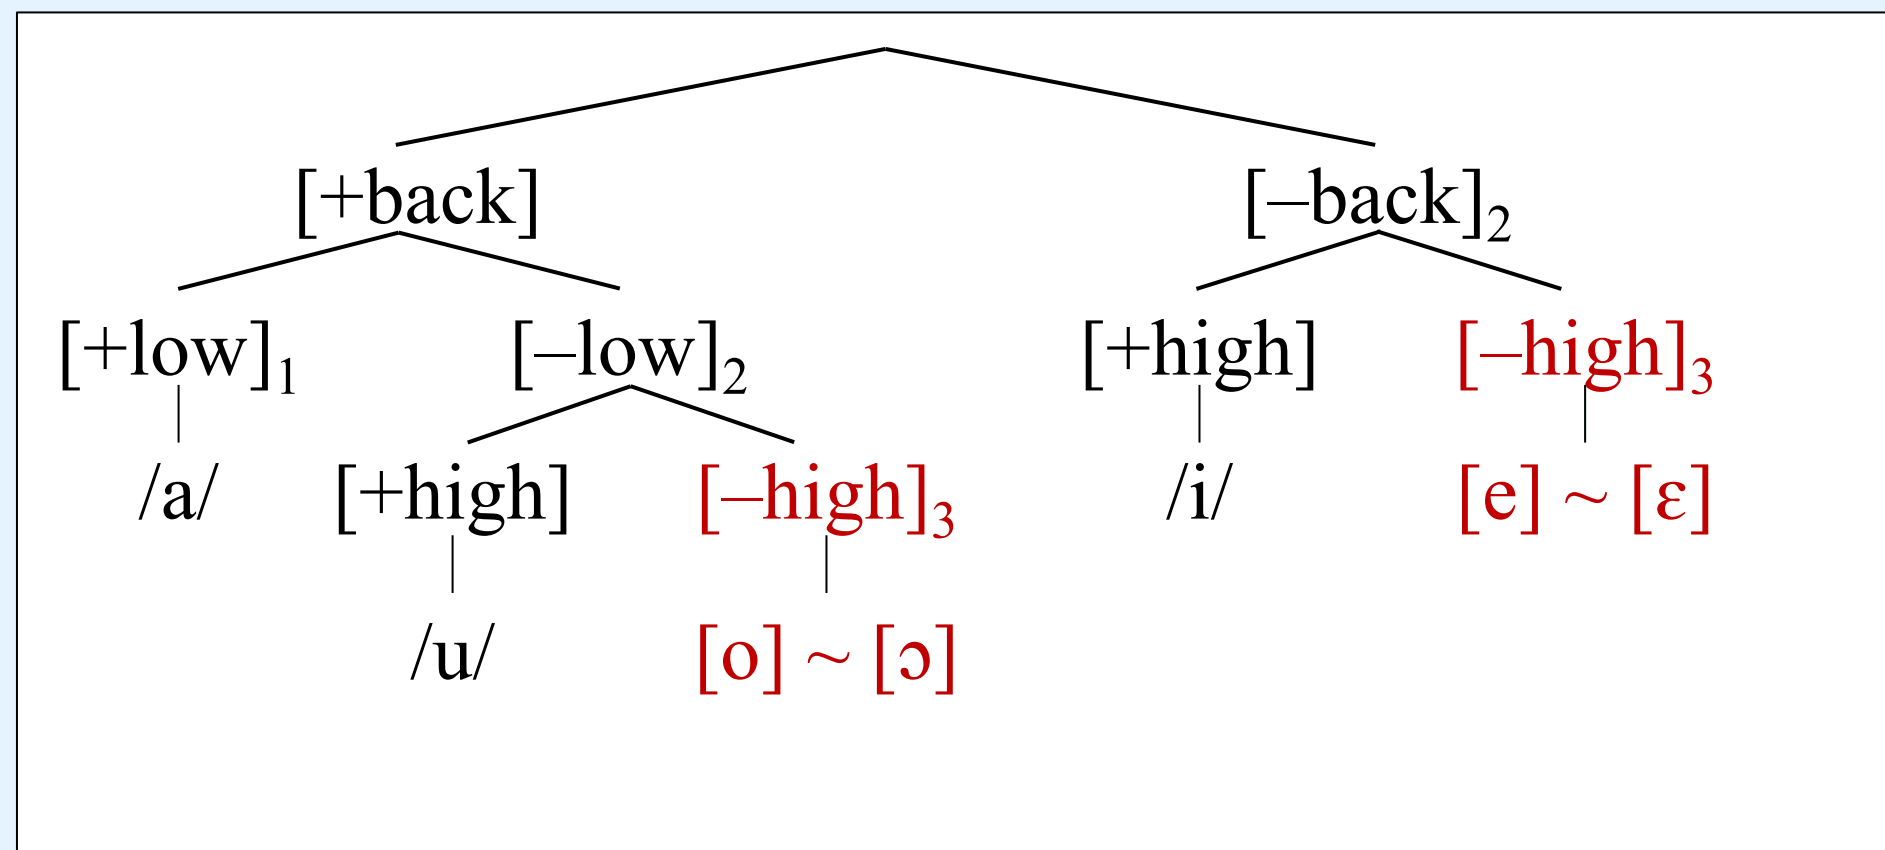 [+back] [–back]2
[+low]1 [–low]2 [+high] [–high]3
/a/ [+high] [–high]3 /i/ [e] ~ [ɛ]
/u/ [o] ~ [ɔ]